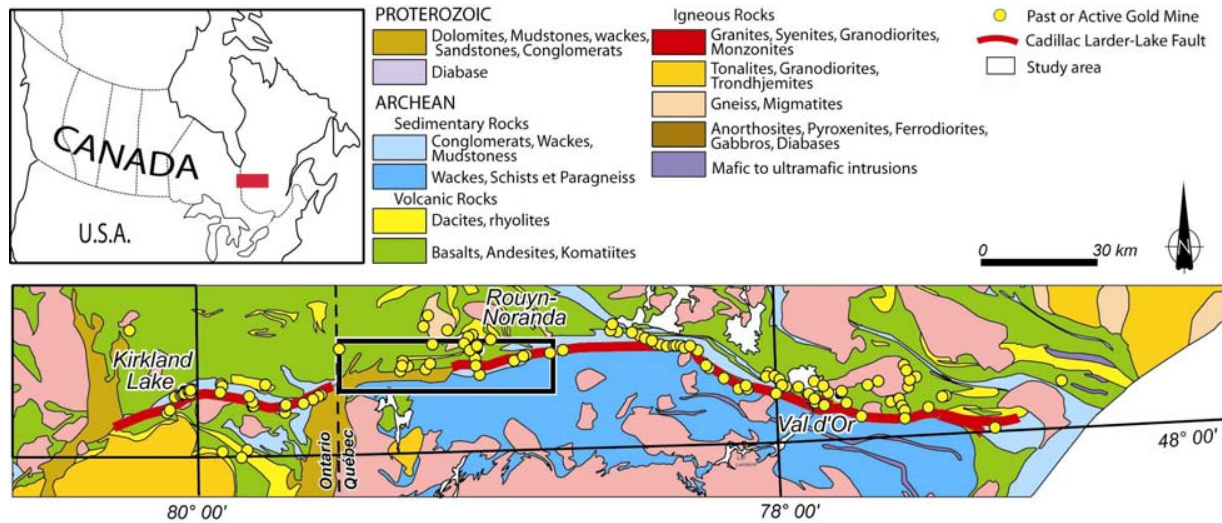 CANADA
U.S.A.
PROTEROZOIC
Dolomites, Mudstones, wackes,
Sandstones, Conglomerats
Diabase
ARCHEAN
Sedimentary Rocks
Conglomerats, Wackes,
Mudstoness
Wackes, Schists et Paragneiss
Volcanic Rocks
Dacites, rhyolites
Basalts, Andesites, Komatiites
Igneous Rocks
Granites, Syenites, Granodiorites,
Monzonites
Tonalites, Granodiorites,
Trondhjemites
Gneiss, Migmatites
Anorthosites, Pyroxenites, Ferrodiorites,
Gabbros, Diabases
Mafic to ultramafic intrusions
Past or Active Gold Mine
Cadillac Larder-Lake Fault
Study area
0 30 km
N
Rouyn-
Noranda
Kirkland
Lake
Val d'Or
Ontario
Québec
48° 00'
80° 00'
78° 00'